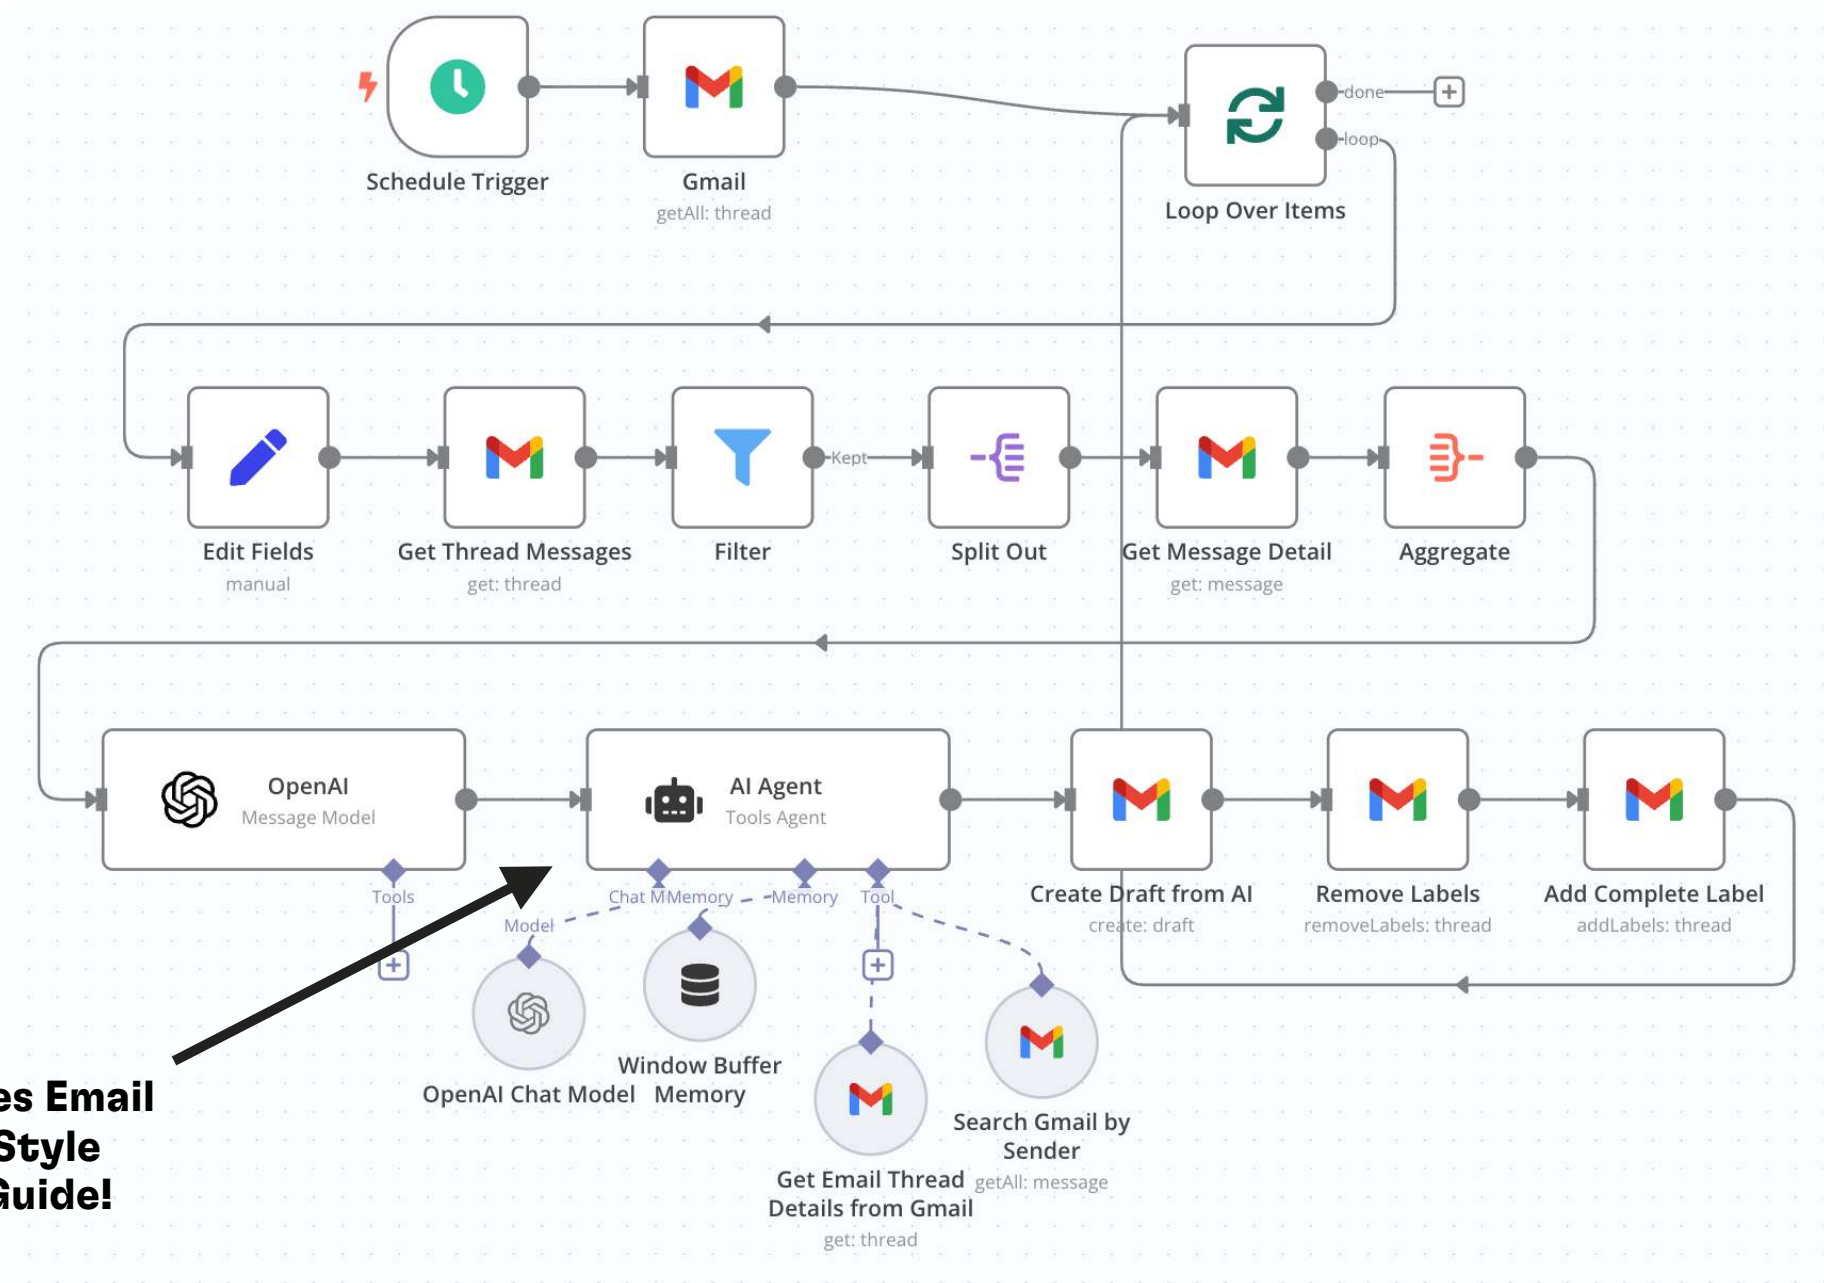 done
loop
Schedule Trigger
Gmail
getAll: thread
Loop Over Items
Kept
Edit Fields
manual
Get Thread Messages
get: thread
Filter
Split Out
Get Message Detail
get: message
Aggregate
OpenAI
Message Model
AI Agent
Tools Agent
Tools
Chat M
Memory
Memory
Tool
Model
Create Draft from AI
create: draft
Remove Labels
removeLabels: thread
Add Complete Label
addLabels: thread
OpenAI Chat Model
Window Buffer
Memory
Get Email Thread
Details from Gmail
get: thread
Search Gmail by
Sender
getAll: message
es Email
Style
Guide!